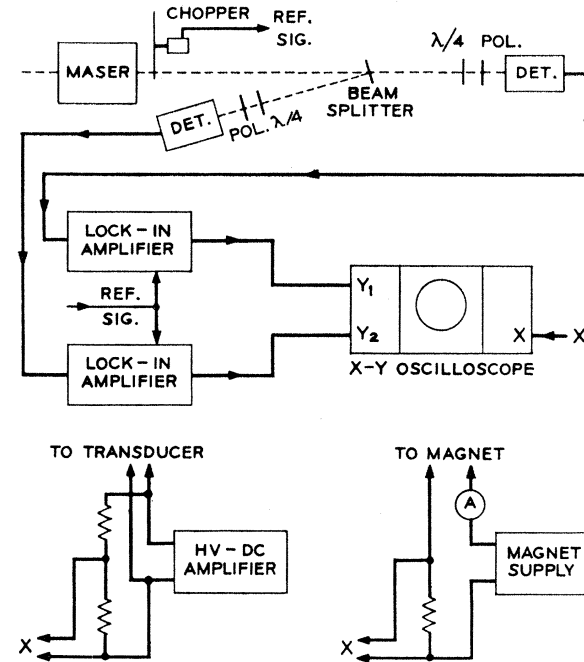 CHOPPER
REF.
SIG.
MASER
λ/4 POL.
DET.
BEAM
SPLITTER
DET.
POL. λ/4
LOCK-IN
AMPLIFIER
REF.
SIG.
LOCK-IN
AMPLIFIER
Y1
Y2
X
X
X-Y OSCILLOSCOPE
TO TRANSDUCER
HV-DC
AMPLIFIER
X
TO MAGNET
A
MAGNET
SUPPLY
X